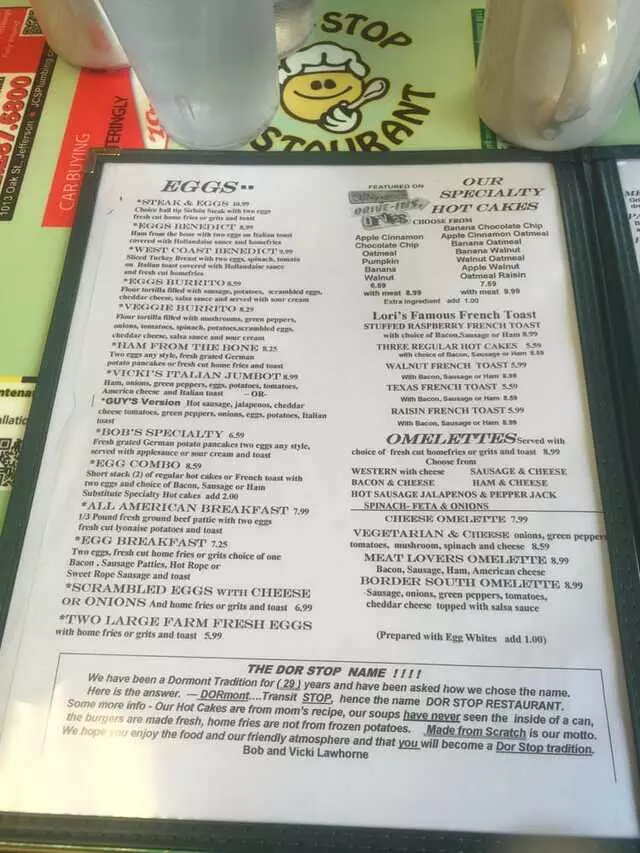 STOP
STAURANT
1013 Oak St., Jefferson ★ JCSPlumbing.c
CAR BUYING
TERINGLY
EGGS..
*STEAK & EGGS 10.99
Choice ball tip Sirloin Steak with two eggs
fresh cut home fries or grits and toast
*EGGS BENEDICT 8.99
Ham from the bone with two eggs on Italian toast
covered with Hollandaise sauce and homefries
*WEST COAST BENEDICT 9.99
Sliced Turkey Breast with two eggs, spinach, tomato
on Italian toast covered with Hollandaise sauce
and fresh cut homefries
*EGGS BURRITO 8.59
Flour tortilla filled with sausage, potatoes, scrambled eggs,
cheddar cheese, salsa sauce and served with sour cream
*VEGGIE BURRITO 8.29
Flour tortilla filled with mushrooms, green peppers,
onions, tomatoes, spinach, potatoes,scrambled eggs,
cheddar cheese, salsa sauce and sour cream
*HAM FROM THE BONE 8.25
Two eggs any style, fresh grated German
potato pancakes or fresh cut home fries and toast
*VICKI'S ITALIAN JUMBOT 8.99
Ham, onions, green peppers, eggs, potatoes, tomatoes,
America cheese and Italian toast -- OR-
*GUY'S Version Hot sausage, jalapenos, cheddar
cheese tomatoes, green peppers, onions, eggs, potatoes, Italian
toast
*BOB'S SPECIALTY 6.59
Fresh grated German potato pancakes two eggs any style,
served with applesauce or sour cream and toast
*EGG COMBO 8.59
Short stack (2) of regular hot cakes or French toast with
two eggs and choice of Bacon, Sausage or Ham
Substitute Specialty Hot cakes add 2.00
*ALL AMERICAN BREAKFAST 7.99
1/3 Pound fresh ground beef pattie with two eggs
fresh cut lyonaise potatoes and toast
*EGG BREAKFAST 7.25
Two eggs, fresh cut home fries or grits choice of one
Bacon . Sausage Patties, Hot Rope or
Sweet Rope Sausage and toast
*SCRAMBLED EGGS WITH CHEESE
OR ONIONS And home fries or grits and toast 6.99
*TWO LARGE FARM FRESH EGGS
with home fries or grits and toast 5.99
FEATURED ON
DRIVE-INS,
OUR
SPECIALTY
HOT CAKES
CHOOSE FROM
Apple Cinnamon
Chocolate Chip
Oatmeal
Pumpkin
Banana
Walnut
6.59
with meat 8.99
Banana Chocolate Chip
Apple Cinnamon Oatmeal
Banana Oatmeal
Banana Walnut
Walnut Oatmeal
Apple Walnut
Oatmeal Raisin
7.59
with meat 9.99
Extra ingredient add 1.00
Lori's Famous French Toast
STUFFED RASPBERRY FRENCH TOAST
with choice of Bacon,Sausage or Ham 8.99
THREE REGULAR HOT CAKES 5.59
with choice of Bacon, Sausage or Ham 8.59
WALNUT FRENCH TOAST 5.99
With Bacon, Sausage or Ham 8.99
TEXAS FRENCH TOAST 5.59
With Bacon, Sausage or Ham 8.59
RAISIN FRENCH TOAST 5.99
With Bacon, Sausage or Ham 8.99
OMELETTES Served with
choice of fresh cut homefries or grits and toast 8.99
Choose from
WESTERN with cheese SAUSAGE & CHEESE
BACON & CHEESE HAM & CHEESE
HOT SAUSAGE JALAPENOS & PEPPER JACK
SPINACH- FETA & ONIONS
CHEESE OMELETTE 7.99
VEGETARIAN & CHEESE onions, green peppers
tomatoes, mushroom, spinach and cheese 8.59
MEAT LOVERS OMELETTE 8.99
Bacon, Sausage, Ham, American cheese
BORDER SOUTH OMELETTE 8.99
Sausage, onions, green peppers, tomatoes,
cheddar cheese topped with salsa sauce
(Prepared with Egg Whites add 1.00)
THE DOR STOP NAME ! ! ! !
We have been a Dormont Tradition for ( 29 ) years and have been asked how we chose the name.
Here is the answer. — DORmont....Transit STOP, hence the name DOR STOP RESTAURANT.
Some more info - Our Hot Cakes are from mom's recipe, our soups have never seen the inside of a can,
the burgers are made fresh, home fries are not from frozen potatoes. Made from Scratch is our motto.
We hope you enjoy the food and our friendly atmosphere and that you will become a Dor Stop tradition.
Bob and Vicki Lawhorne